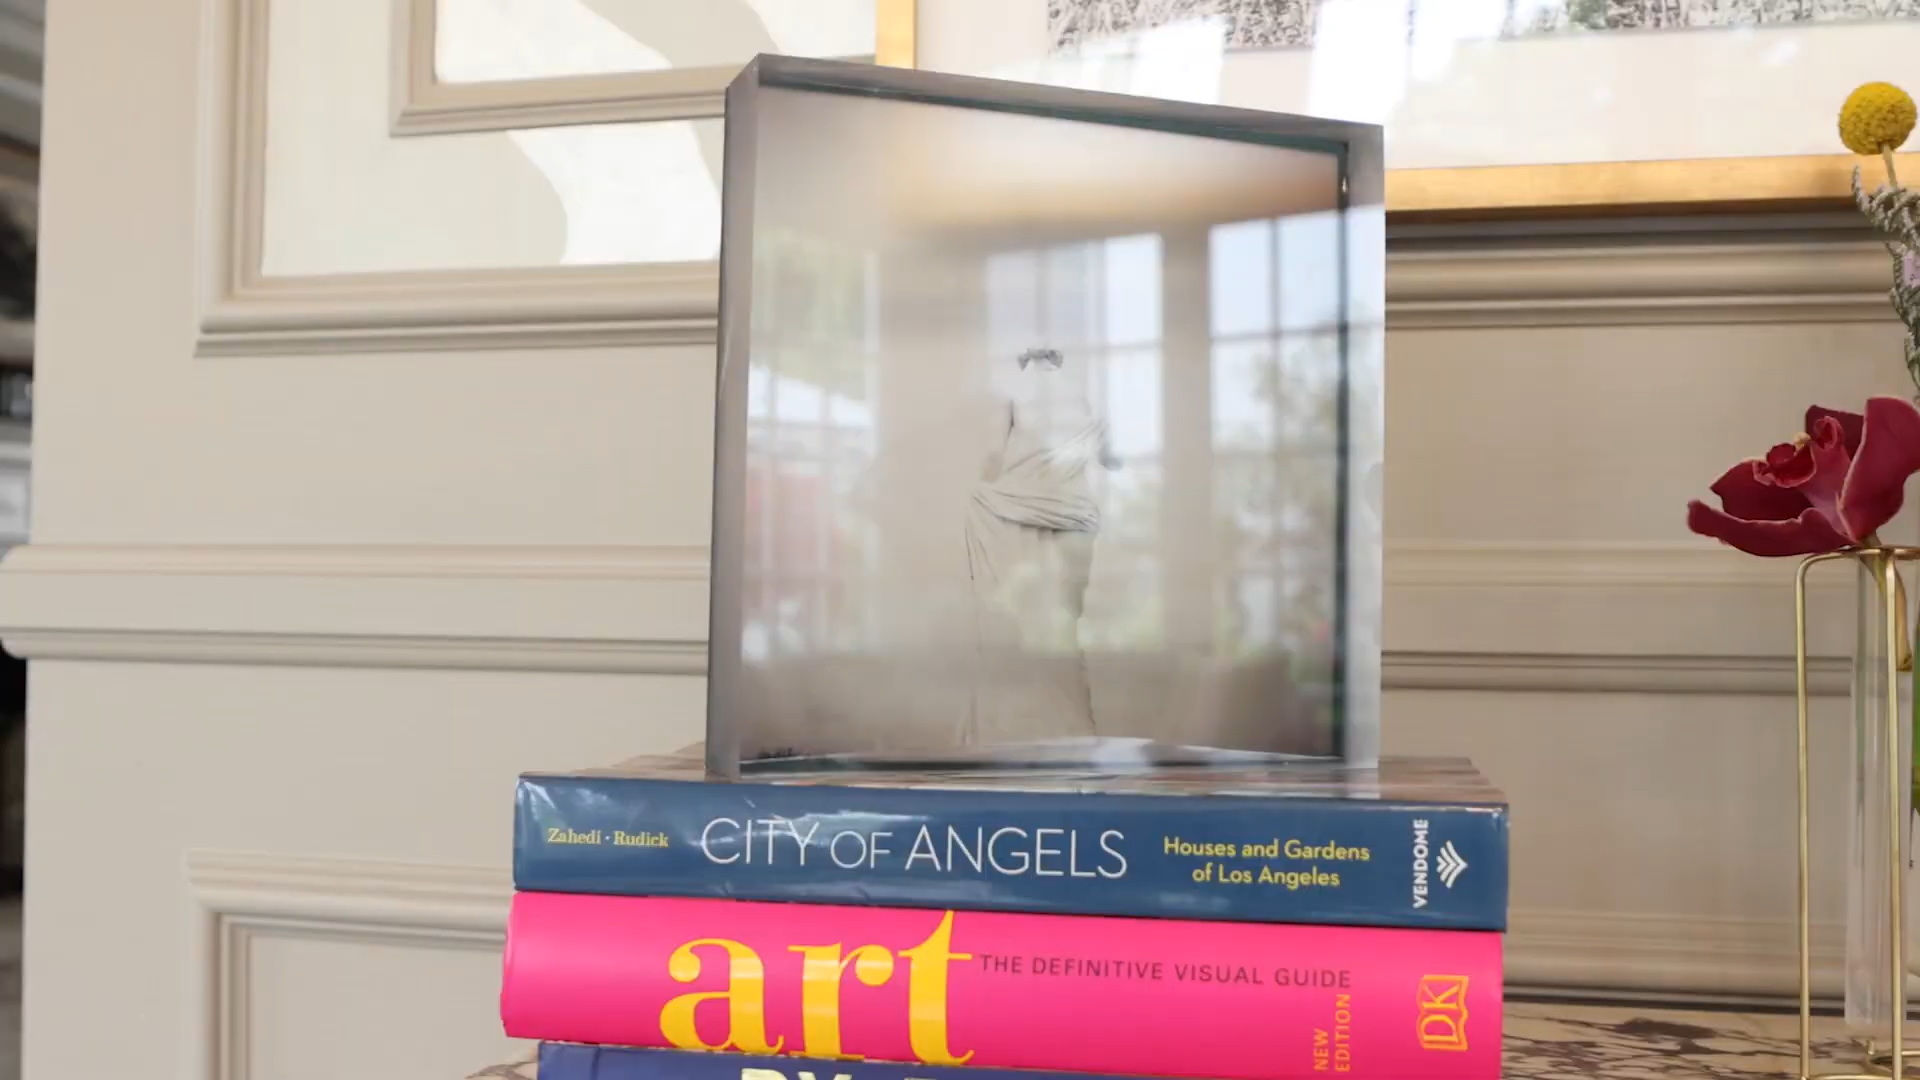 Zahedi · Rudick
CITY OF ANGELS
Houses and Gardens
of Los Angeles
VENDOME
art
THE DEFINITIVE VISUAL GUIDE
NEW
EDITION
DK